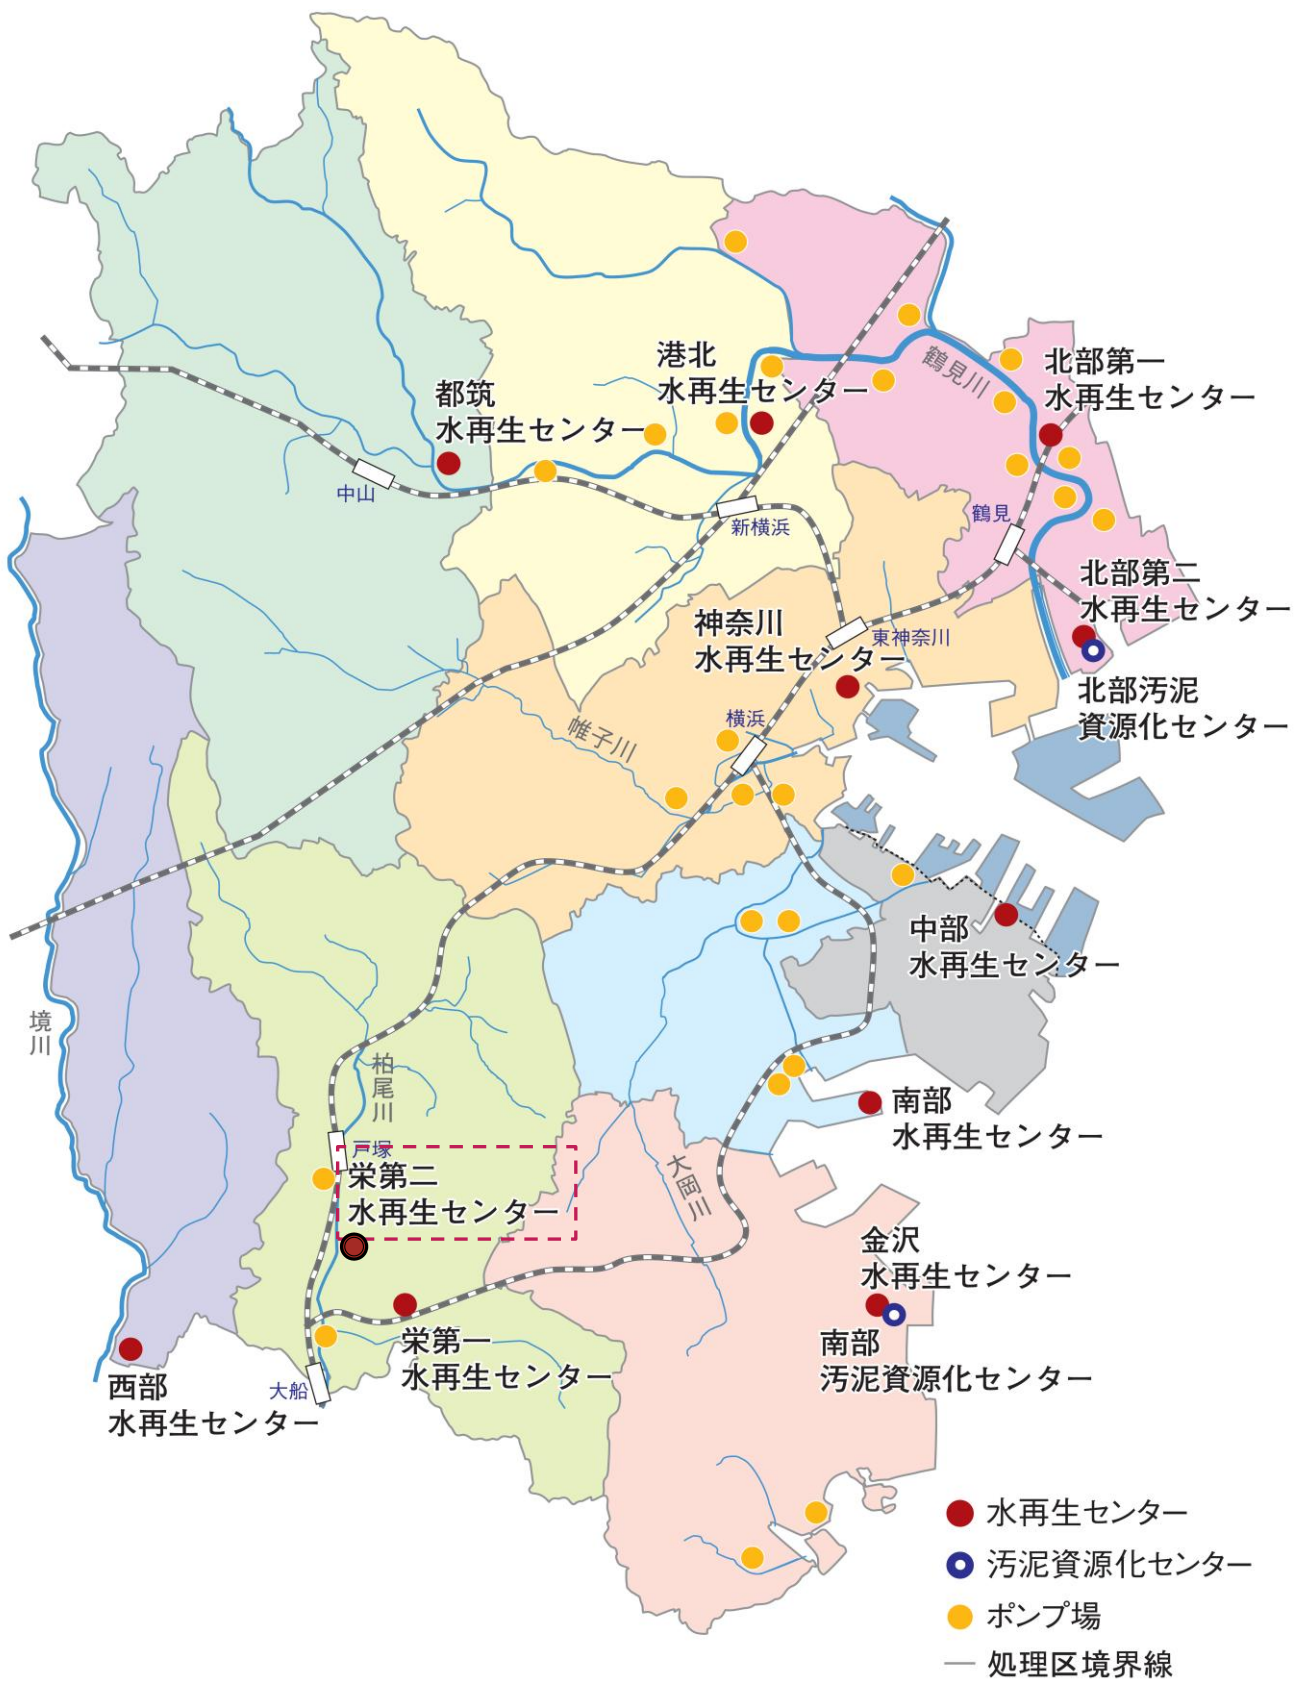 港北
水再生センター
鶴見川
北部第一
水再生センター
都筑
水再生センター
中山
新横浜
鶴見
北部第二
水再生センター
神奈川
水再生センター
東神奈川
北部汚泥
資源化センター
横浜
帷子川
中部
水再生センター
境川
柏尾川
南部
水再生センター
戸塚
栄第二
水再生センター
大岡川
金沢
水再生センター
栄第一
水再生センター
南部
汚泥資源化センター
西部
水再生センター
大船
水再生センター
汚泥資源化センター
ポンプ場
処理区境界線